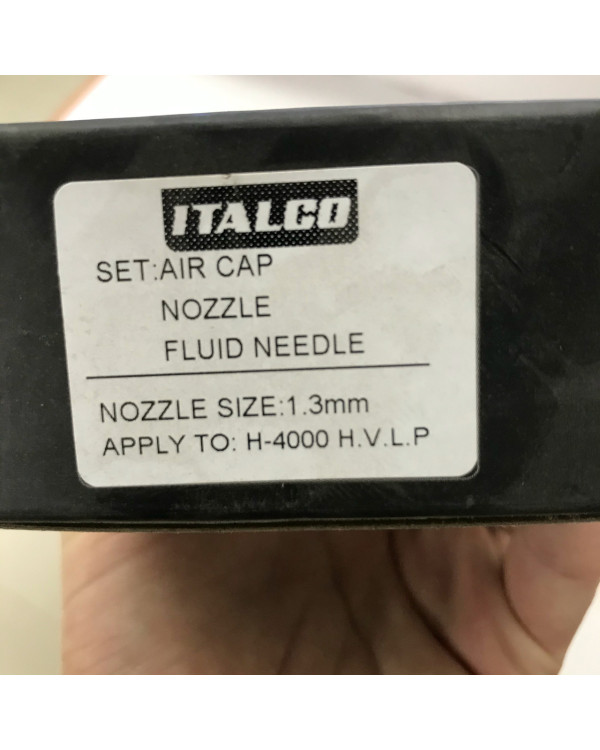 ITALCO
SET:AIR CAP
NOZZLE
FLUID NEEDLE
NOZZLE SIZE:1.3mm
APPLY TO: H-4000 H.V.L.P